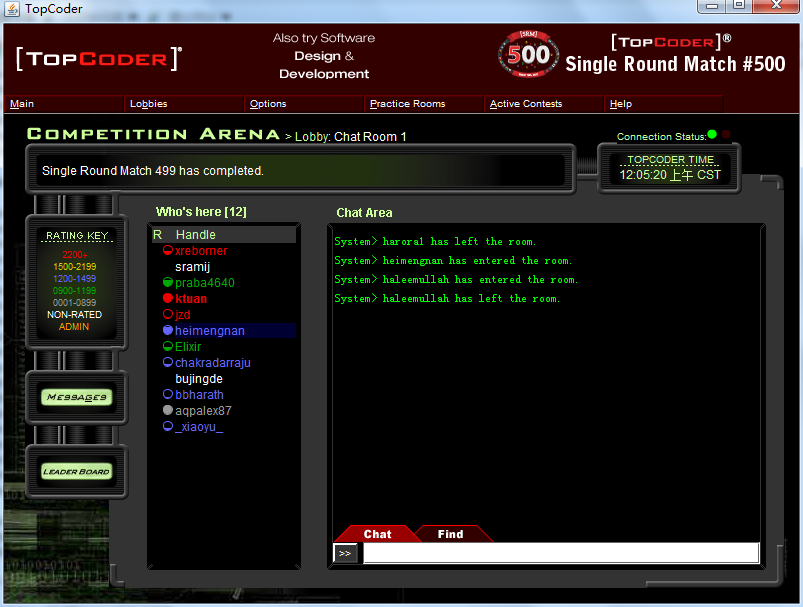 TopCoder
[TOPCODER]®
Also try Software
Design &
Development
[SRM]
500
[TOPCODER]®
Single Round Match #500
Main
Lobbies
Options
Practice Rooms
Active Contests
Help
COMPETITION ARENA > Lobby: Chat Room 1
Connection Status:
Single Round Match 499 has completed.
TOPCODER TIME
12:05:20 上午 CST
RATING KEY
2200+
1500-2199
1200-1499
0900-1199
0001-0899
NON-RATED
ADMIN
MESSAGES
LEADER BOARD
Who's here [12]
R Handle
xreborner
sramij
praba4640
ktuan
jzd
heimengnan
Elixir
chakradarraju
bujingde
bbharath
aqpalex87
_xiaoyu_
Chat Area
System> harora1 has left the room.
System> heimengnan has entered the room.
System> haleemullah has entered the room.
System> haleemullah has left the room.
Chat
Find
>>